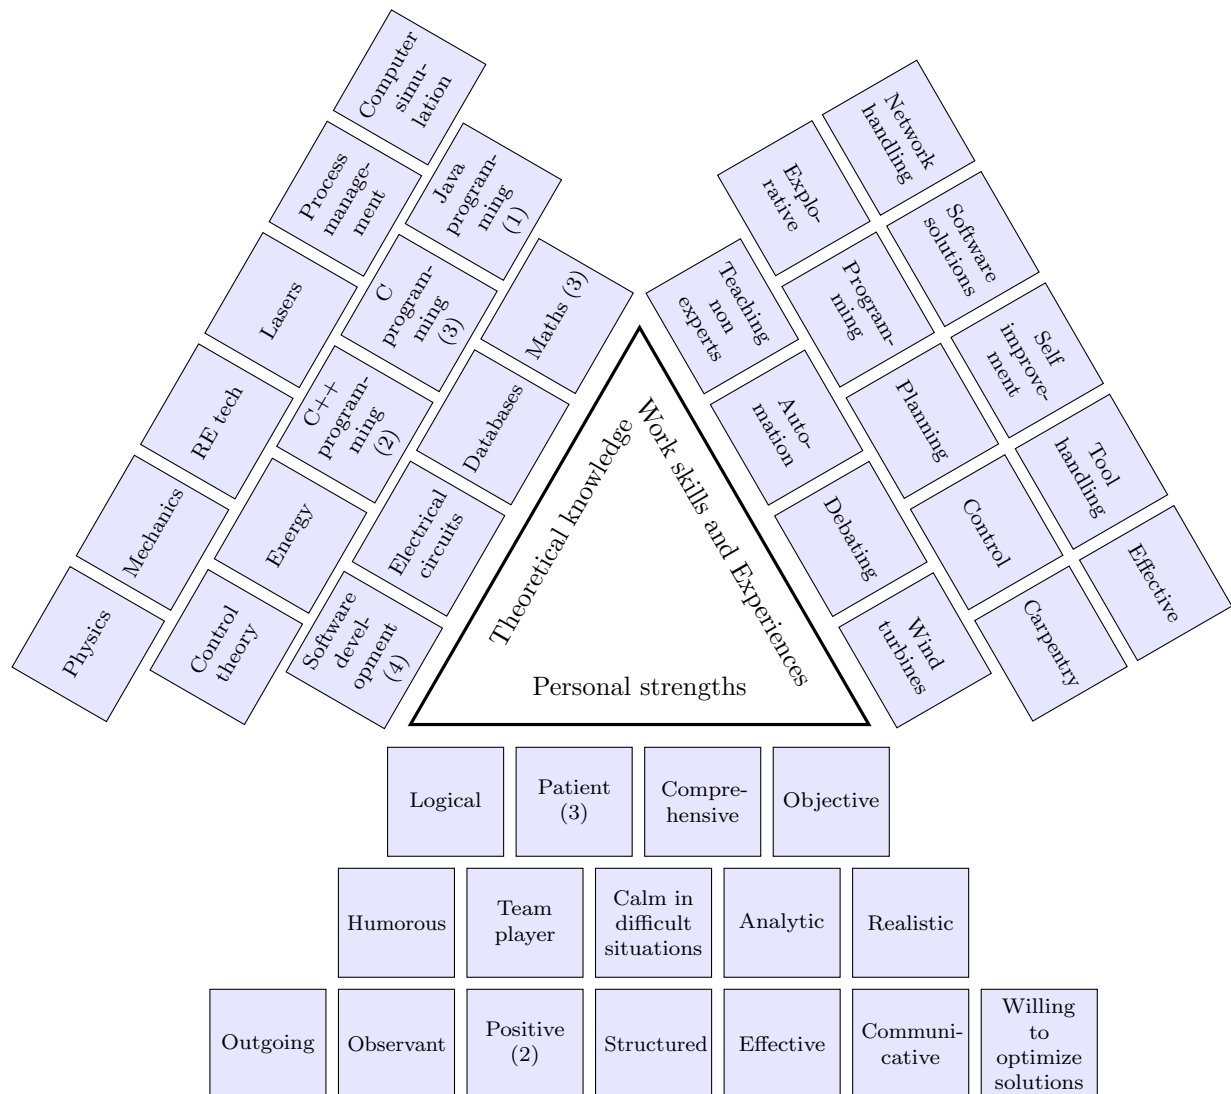 Computer
simu-
lation
Process
manage-
ment
Lasers
RE tech
Mechanics
Physics
Java
program-
ming
(1)
C
program-
ming
(3)
C++
program-
ming
(2)
Energy
Control
theory
Maths (3)
Databases
Electrical
circuits
Software
devel-
opment
(4)
Theoretical knowledge
Work skills and Experiences
Personal strengths
Teaching
non
experts
Auto-
mation
Debating
Wind
turbines
Explo-
rative
Program-
ming
Planning
Control
Carpentry
Network
handling
Software
solutions
Self
improve-
ment
Tool
handling
Effective
Logical
Patient
(3)
Compre-
hensive
Objective
Humorous
Team
player
Calm in
difficult
situations
Analytic
Realistic
Outgoing
Observant
Positive
(2)
Structured
Effective
Communi-
cative
Willing
to
optimize
solutions